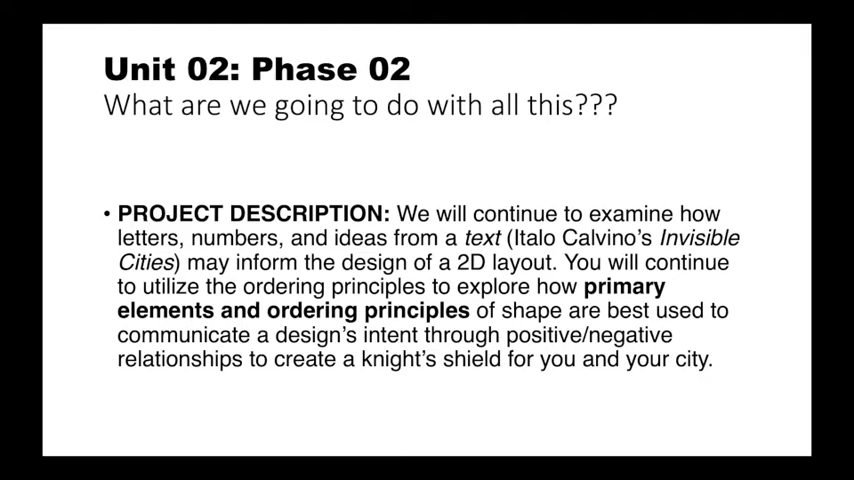 Unit 02: Phase 02
What are we going to do with all this???
• PROJECT DESCRIPTION: We will continue to examine how
letters, numbers, and ideas from a text (Italo Calvino's Invisible
Cities) may inform the design of a 2D layout. You will continue
to utilize the ordering principles to explore how primary
elements and ordering principles of shape are best used to
communicate a design's intent through positive/negative
relationships to create a knight's shield for you and your city.